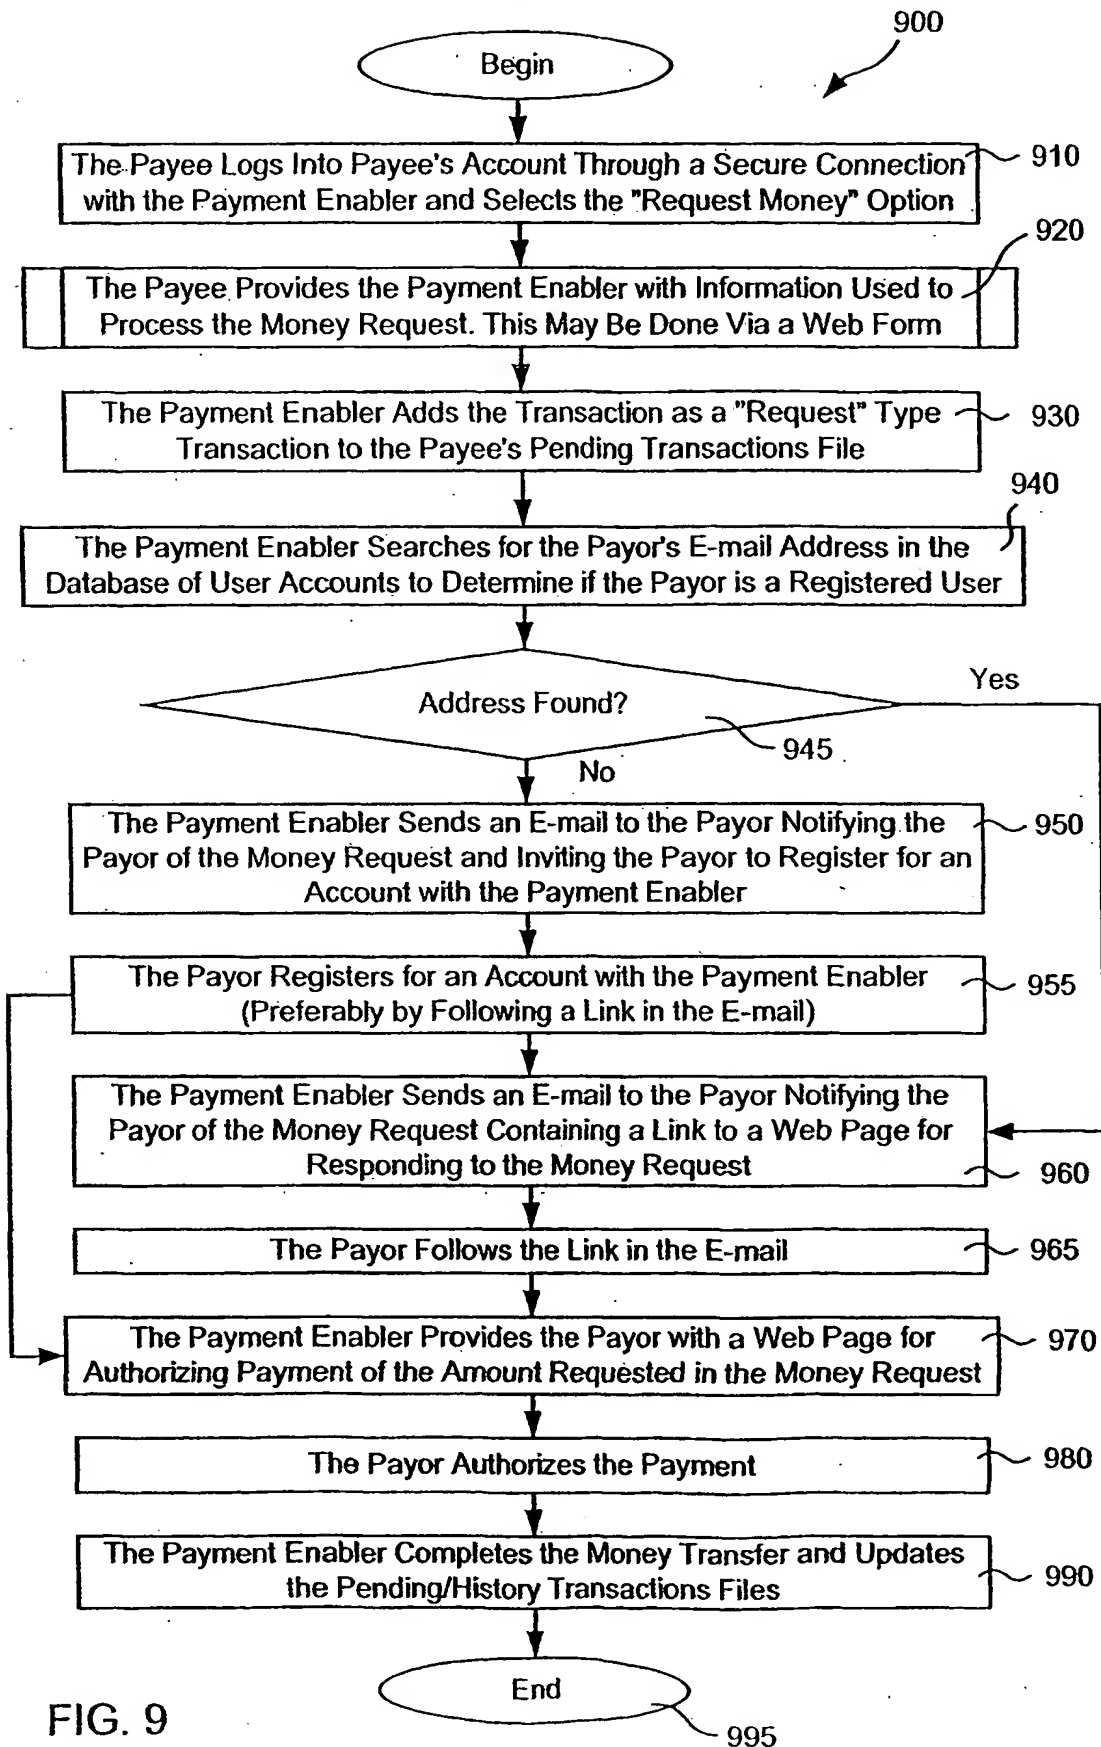 900
Begin
The Payee Logs Into Payee's Account Through a Secure Connection
with the Payment Enabler and Selects the "Request Money" Option
910
920
The Payee Provides the Payment Enabler with Information Used to
Process the Money Request. This May Be Done Via a Web Form
The Payment Enabler Adds the Transaction as a "Request" Type
Transaction to the Payee's Pending Transactions File
930
940
The Payment Enabler Searches for the Payor's E-mail Address in the
Database of User Accounts to Determine if the Payor is a Registered User
Yes
Address Found?
945
No
The Payment Enabler Sends an E-mail to the Payor Notifying the
Payor of the Money Request and Inviting the Payor to Register for an
Account with the Payment Enabler
950
The Payor Registers for an Account with the Payment Enabler
(Preferably by Following a Link in the E-mail)
955
The Payment Enabler Sends an E-mail to the Payor Notifying the
Payor of the Money Request Containing a Link to a Web Page for
Responding to the Money Request
960
The Payor Follows the Link in the E-mail
965
The Payment Enabler Provides the Payor with a Web Page for
Authorizing Payment of the Amount Requested in the Money Request
970
The Payor Authorizes the Payment
980
The Payment Enabler Completes the Money Transfer and Updates
the Pending/History Transactions Files
990
End
995
FIG. 9